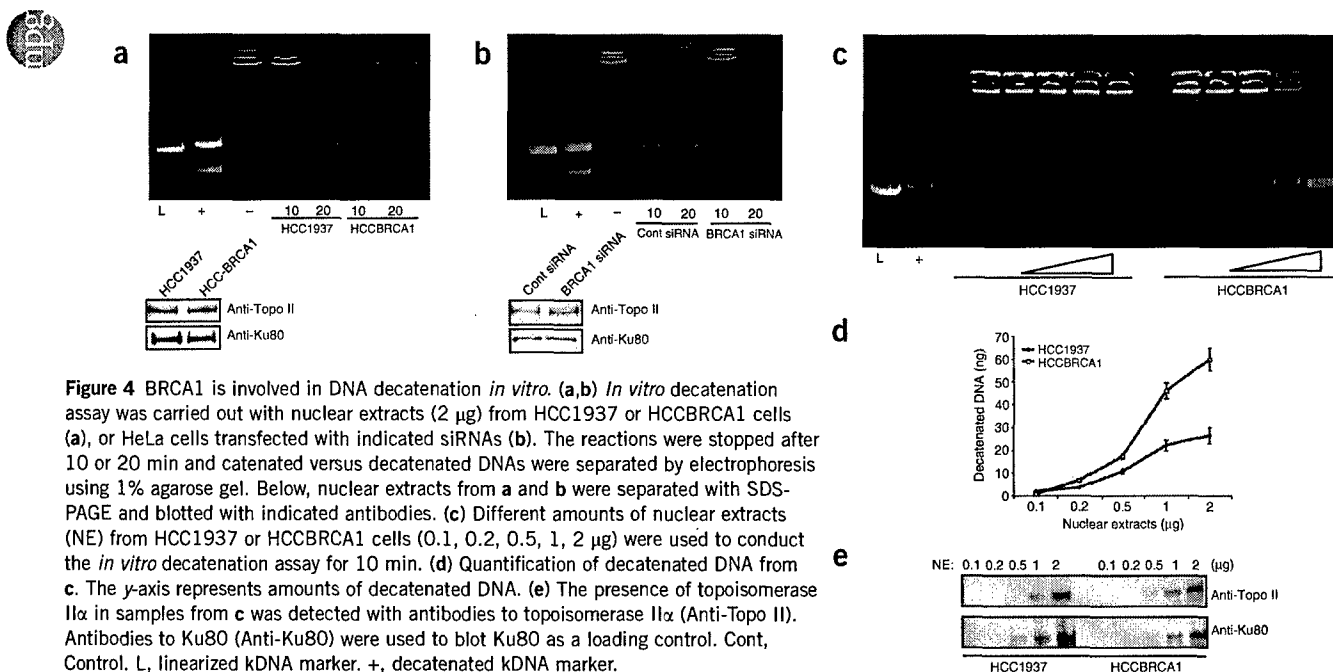 a
b
c
L + − 10 20 10 20
HCC1937 HCCBRCA1
L + − 10 20 10 20
Cont siRNA BRCA1 siRNA
L +
HCC1937 HCCBRCA1
HCC1937 HCC-BRCA1
Anti-Topo II
Anti-Ku80
Cont siRNA BRCA1 siRNA
Anti-Topo II
Anti-Ku80
d
HCC1937
HCCBRCA1
Decatenated DNA (ng)
70
60
50
40
30
20
10
0
0.1 0.2 0.5 1 2
Nuclear extracts (μg)
Figure 4 BRCA1 is involved in DNA decatenation in vitro. (a,b) In vitro decatenation
assay was carried out with nuclear extracts (2 μg) from HCC1937 or HCCBRCA1 cells
(a), or HeLa cells transfected with indicated siRNAs (b). The reactions were stopped after
10 or 20 min and catenated versus decatenated DNAs were separated by electrophoresis
using 1% agarose gel. Below, nuclear extracts from a and b were separated with SDS-
PAGE and blotted with indicated antibodies. (c) Different amounts of nuclear extracts
(NE) from HCC1937 or HCCBRCA1 cells (0.1, 0.2, 0.5, 1, 2 μg) were used to conduct
the in vitro decatenation assay for 10 min. (d) Quantification of decatenated DNA from
c. The y-axis represents amounts of decatenated DNA. (e) The presence of topoisomerase
IIα in samples from c was detected with antibodies to topoisomerase IIα (Anti-Topo II).
Antibodies to Ku80 (Anti-Ku80) were used to blot Ku80 as a loading control. Cont,
Control. L, linearized kDNA marker. +, decatenated kDNA marker.
e
NE: 0.1 0.2 0.5 1 2 0.1 0.2 0.5 1 2 (μg)
Anti-Topo II
Anti-Ku80
HCC1937 HCCBRCA1